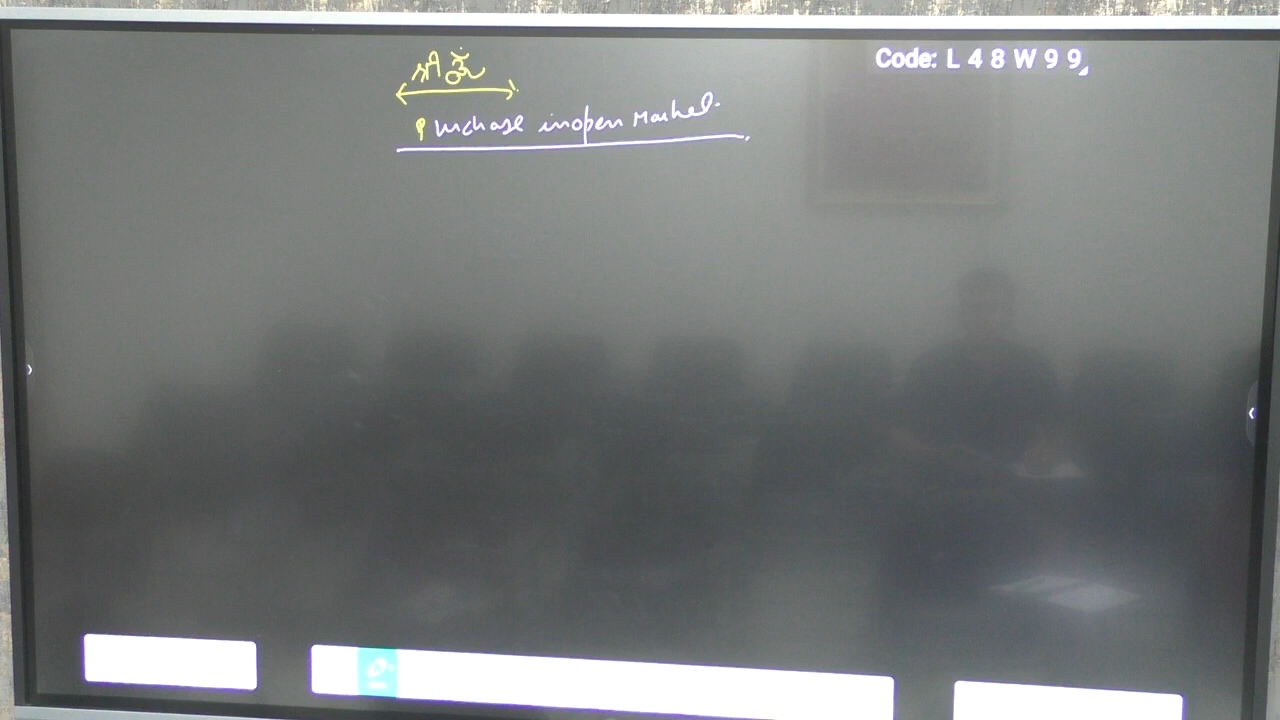 श्री जी
Code: L 4 8 W 9 9
Purchase in open Market.